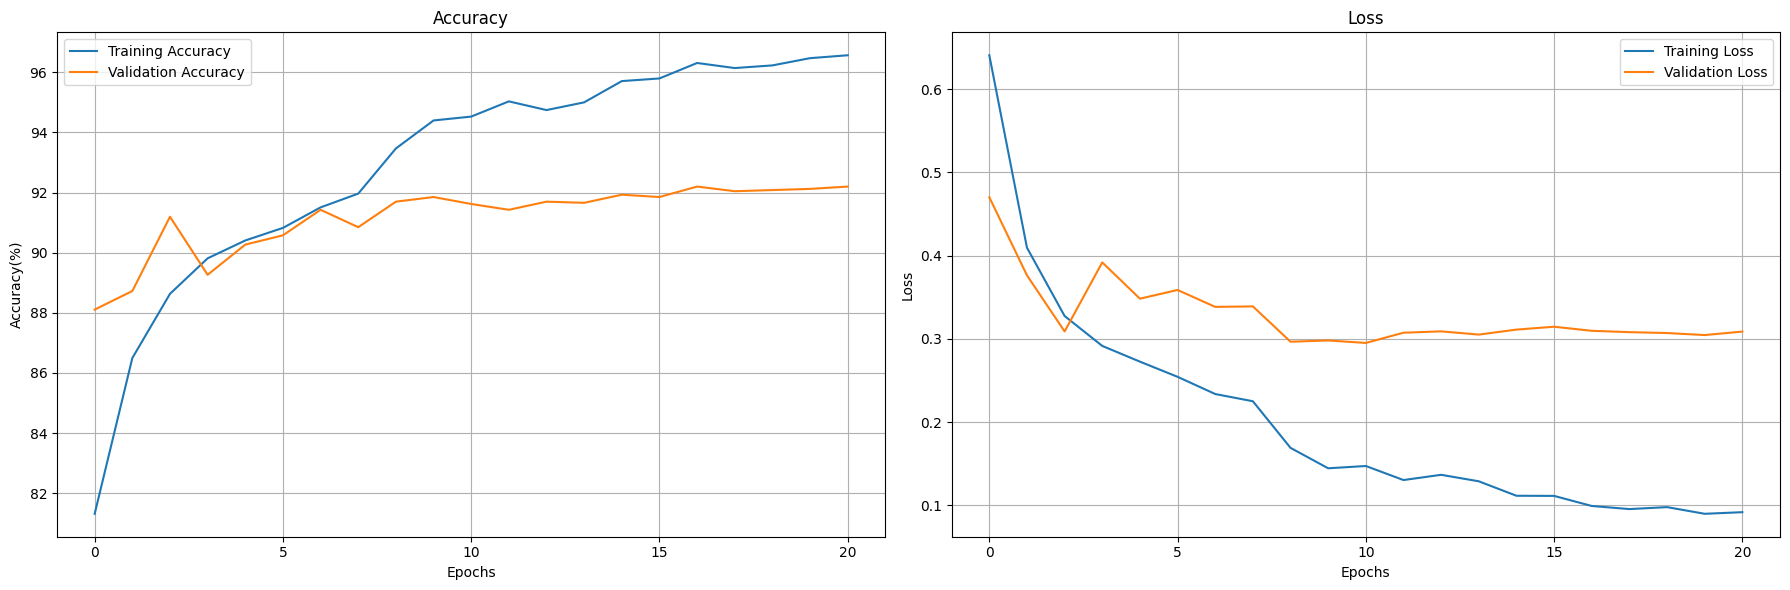 Accuracy
Training Accuracy
Validation Accuracy
Accuracy(%)
96
94
92
90
88
86
84
82
0 5 10 15 20
Epochs
Loss
Training Loss
Validation Loss
Loss
0.6
0.5
0.4
0.3
0.2
0.1
0 5 10 15 20
Epochs